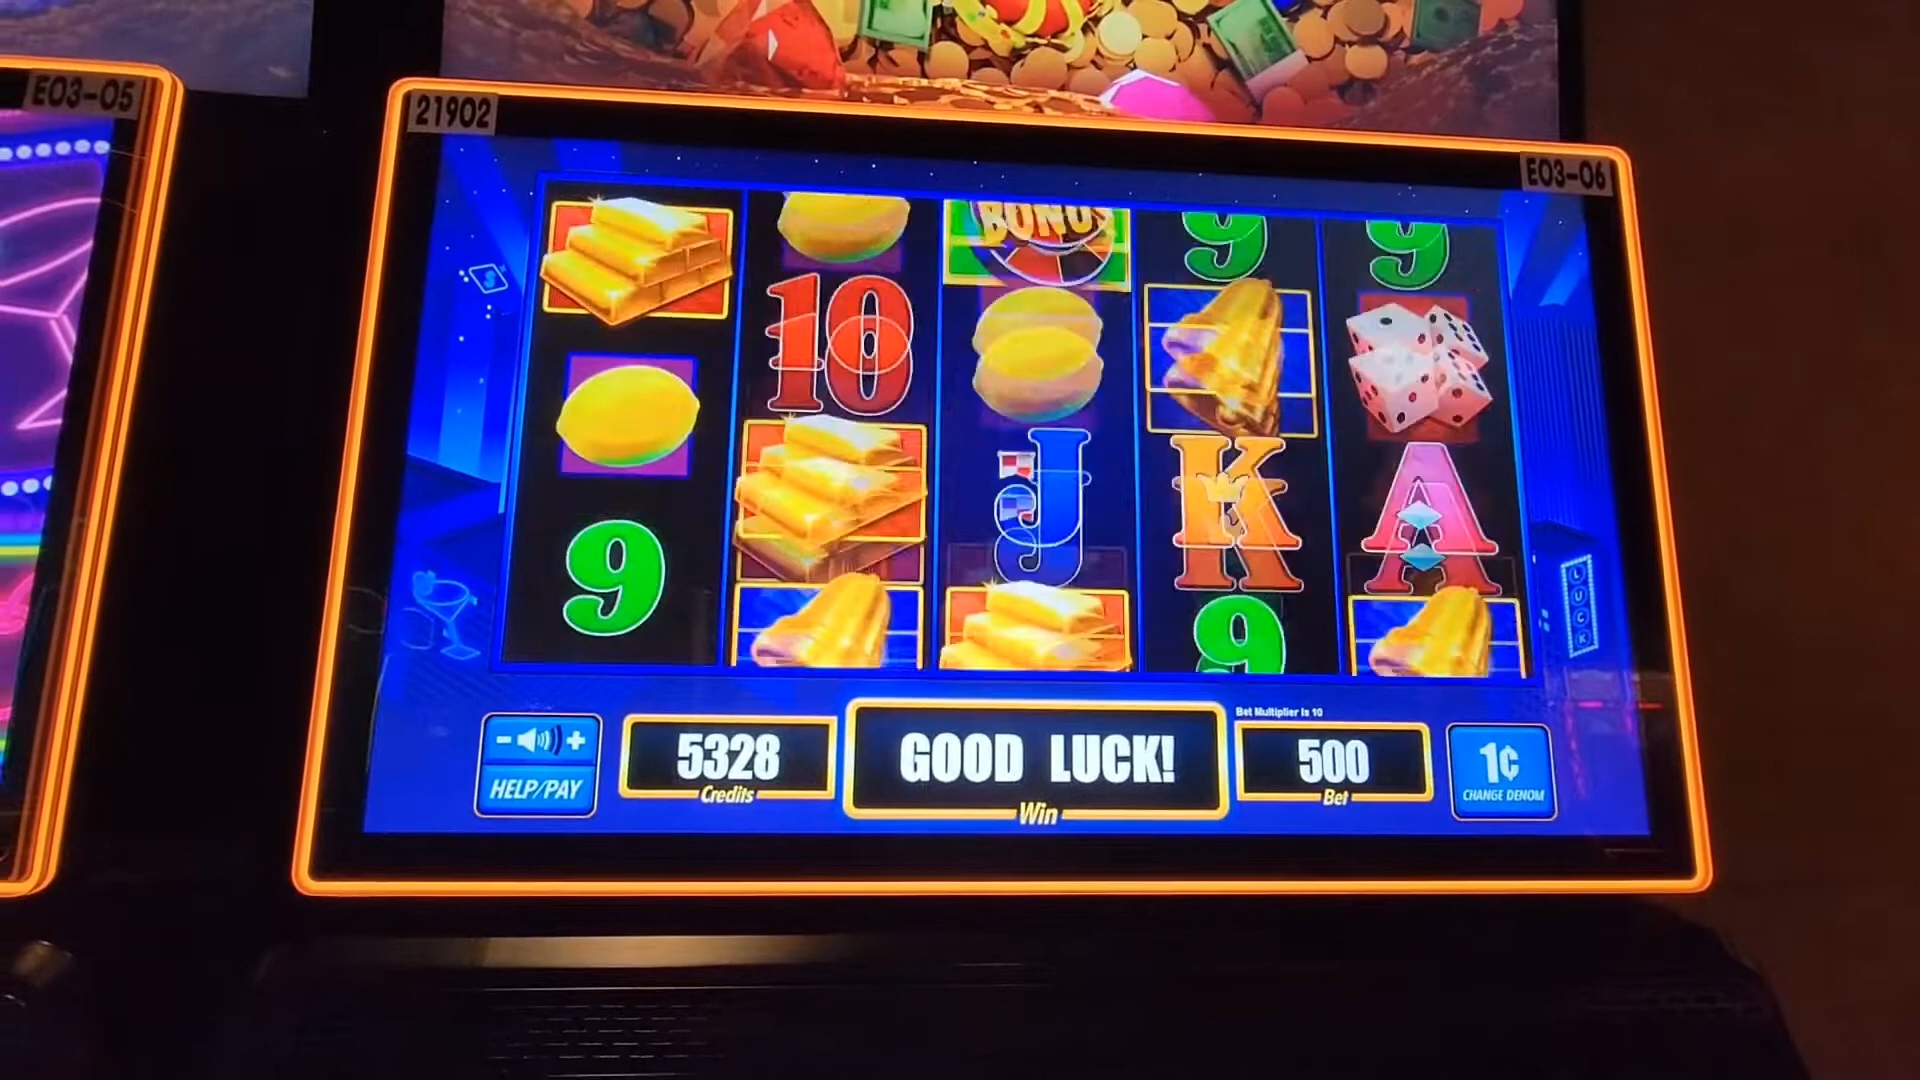 E03-05
21902
E03-06
BONUS
9
9
10
J
K
A
9
9
LUCK
Bet Multiplier Is 10
- +
HELP/PAY
5328
Credits
GOOD LUCK!
Win
500
Bet
1¢
CHANGE DENOM